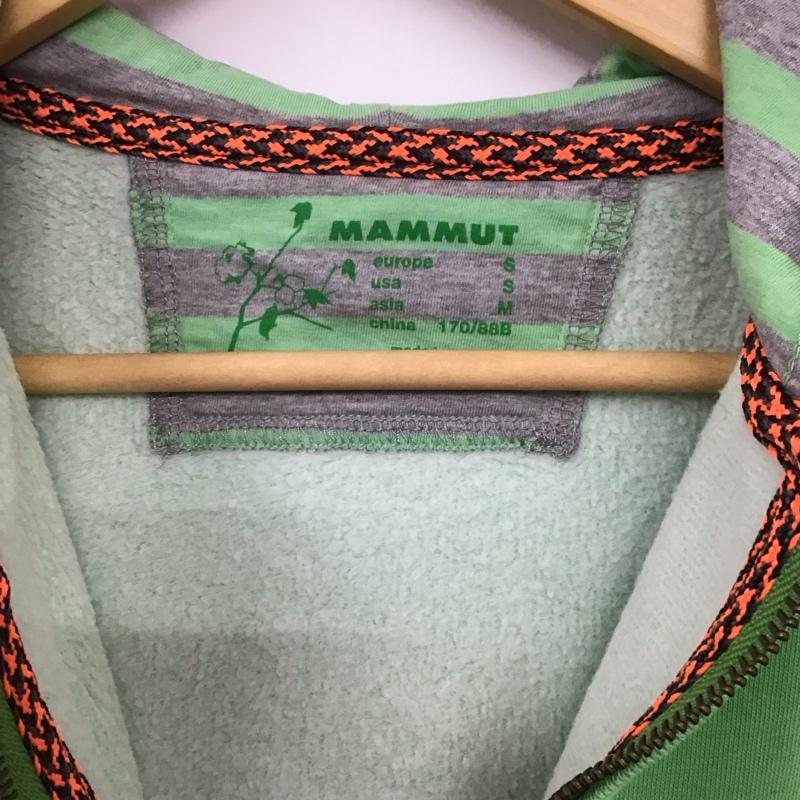 MAMMUT
europe S
usa S
asia M
china 170/88B